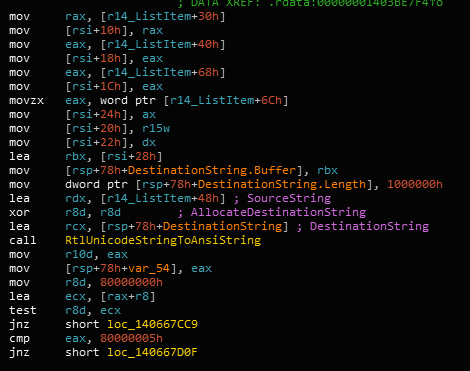 ; DATA XREF: .rdata:00000001403BE7F4↑o
mov rax, [r14_ListItem+30h]
mov [rsi+10h], rax
mov eax, [r14_ListItem+40h]
mov [rsi+18h], eax
mov eax, [r14_ListItem+68h]
mov [rsi+1Ch], eax
movzx eax, word ptr [r14_ListItem+6Ch]
mov [rsi+24h], ax
mov [rsi+20h], r15w
mov [rsi+22h], dx
lea rbx, [rsi+28h]
mov [rsp+78h+DestinationString.Buffer], rbx
mov dword ptr [rsp+78h+DestinationString.Length], 1000000h
lea rdx, [r14_ListItem+48h] ; SourceString
xor r8d, r8d ; AllocateDestinationString
lea rcx, [rsp+78h+DestinationString] ; DestinationString
call RtlUnicodeStringToAnsiString
mov r10d, eax
mov [rsp+78h+var_54], eax
mov r8d, 80000000h
lea ecx, [rax+r8]
test r8d, ecx
jnz short loc_140667CC9
cmp eax, 80000005h
jnz short loc_140667D0F